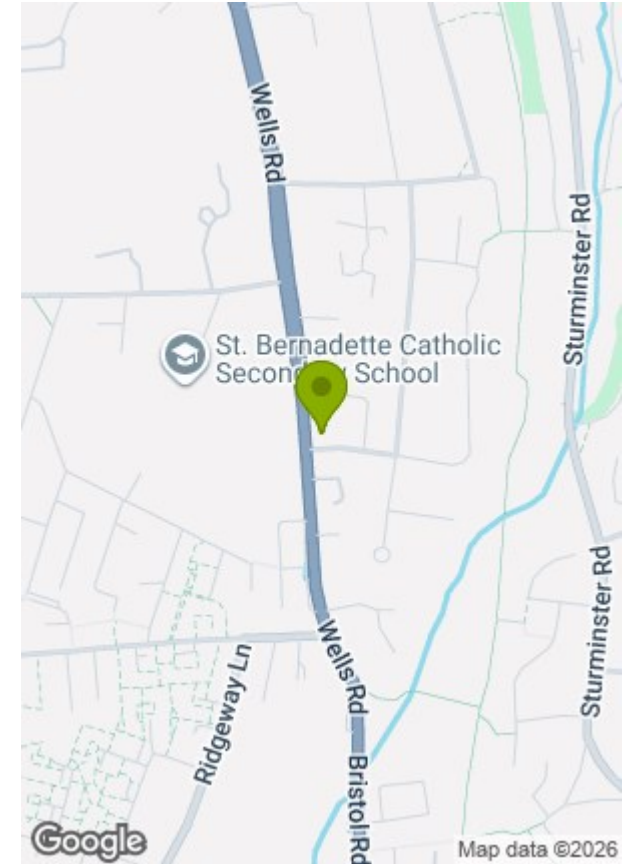 Wells Rd
Sturminster Rd
St. Bernadette Catholic
School
Wells Rd
Sturminster Rd
Ridgeway Ln
Bristol Rd
Google
Map data ©2026